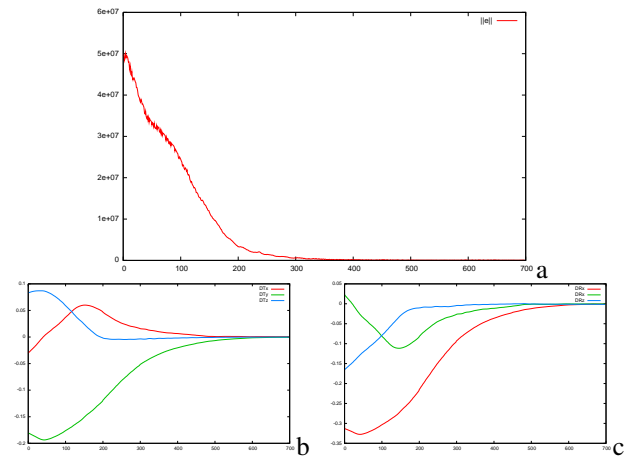 6e+07
||e||
5e+07
4e+07
3e+07
2e+07
1e+07
0
0 100 200 300 400 500 600 700
a
0.1
DTx
DTy
DTz
0.05
0
-0.05
-0.1
-0.15
-0.2
0 100 200 300 400 500 600 700
b
0.05
DRx
DRx
DRz
0
-0.05
-0.1
-0.15
-0.2
-0.25
-0.3
-0.35
0 100 200 300 400 500 600 700
c